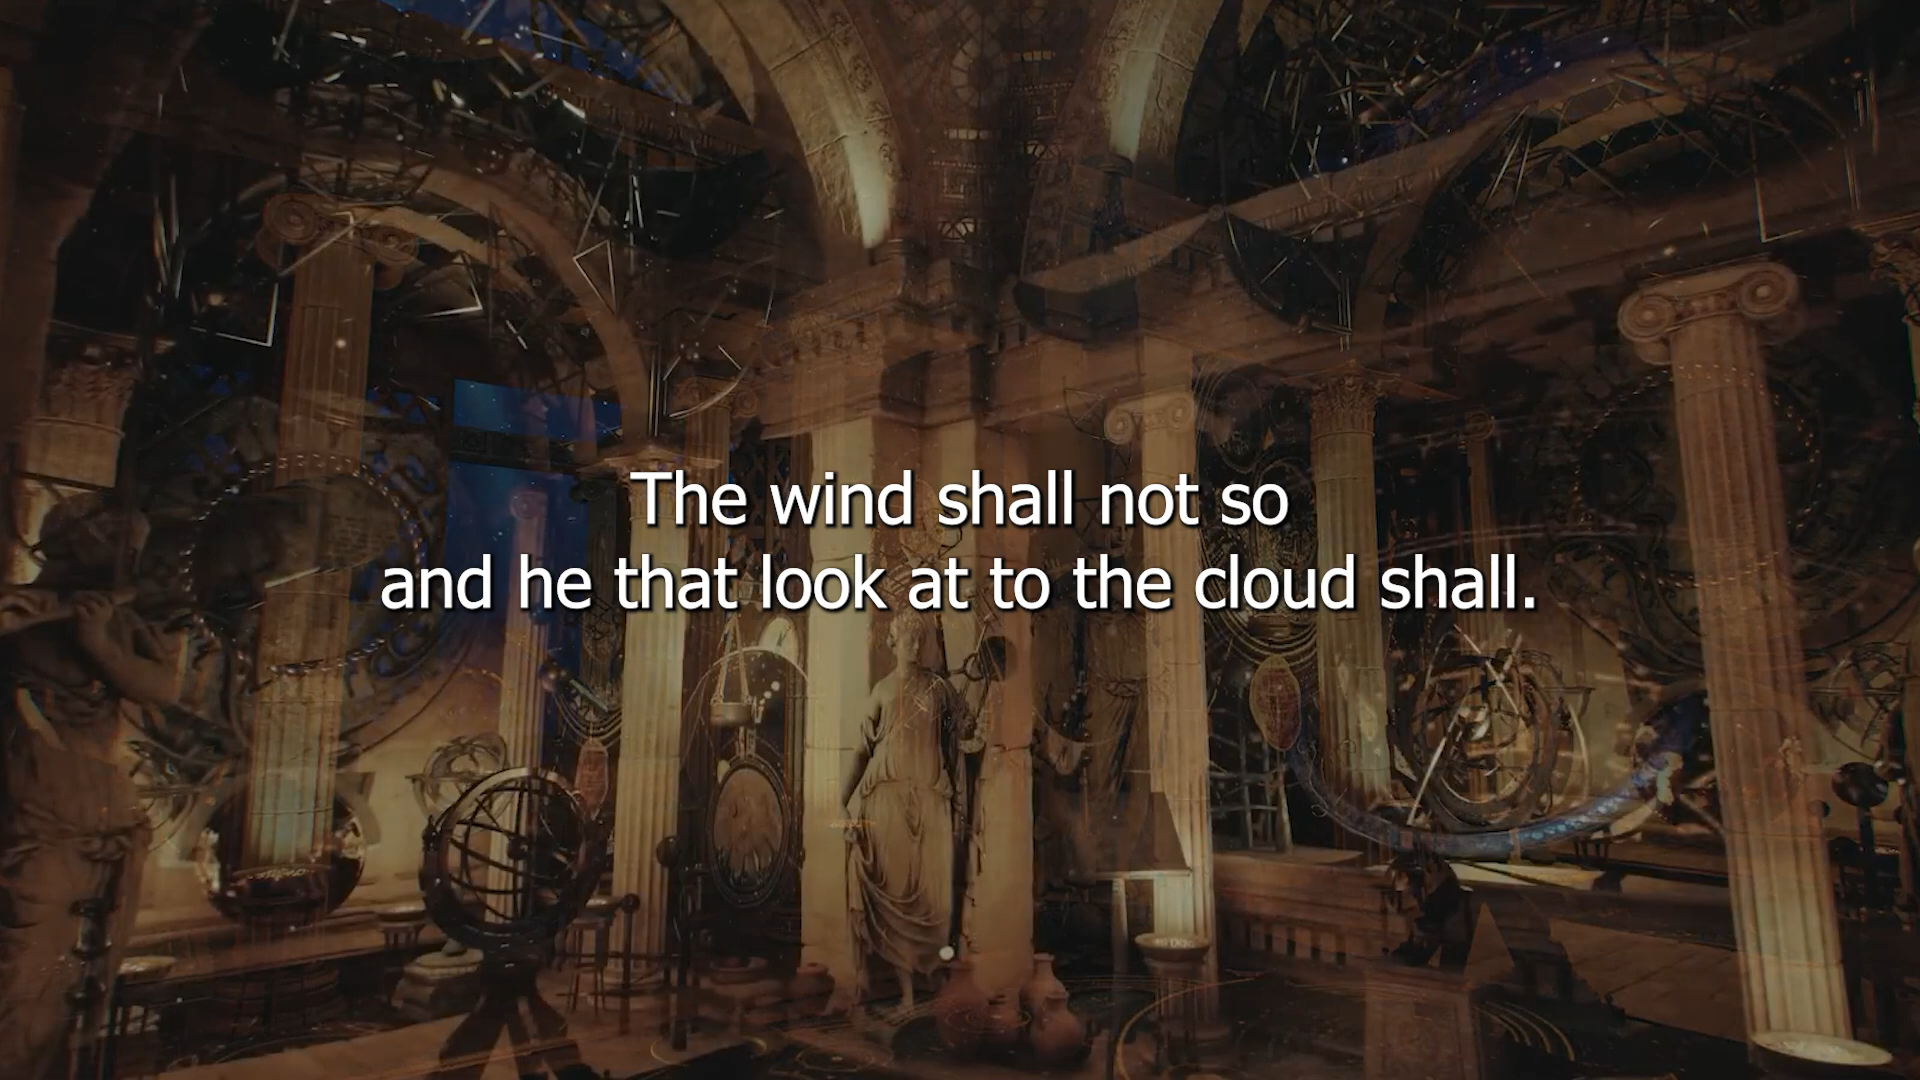 The wind shall not so
and he that look at to the cloud shall.